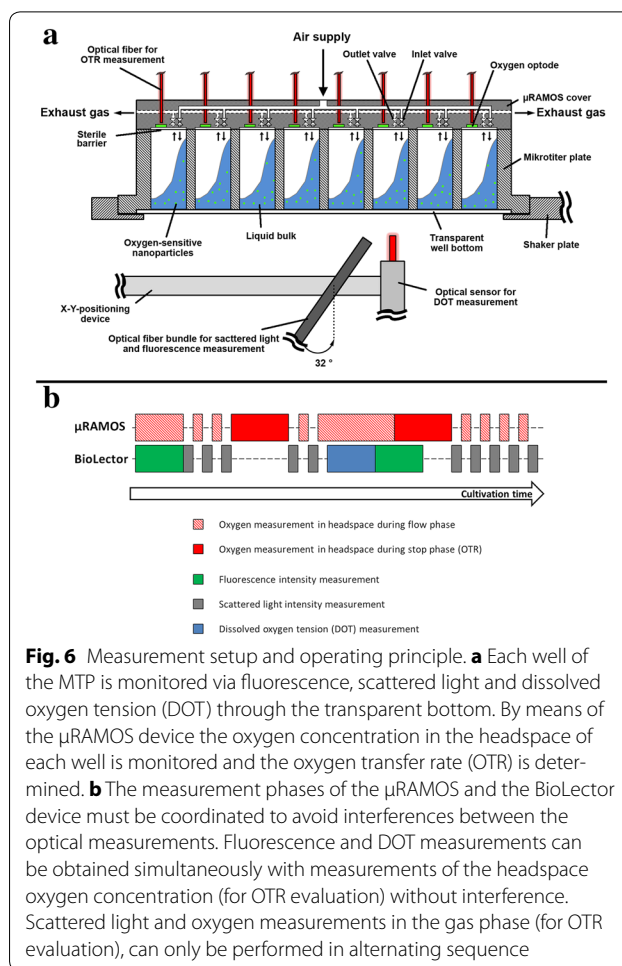 a
Optical fiber for
OTR measurement
Air supply
Outlet valve
Inlet valve
Oxygen optode
µRAMOS cover
Exhaust gas
Exhaust gas
Sterile
barrier
Mikrotiter plate
Oxygen-sensitive
nanoparticles
Liquid bulk
Transparent
well bottom
Shaker plate
X-Y-positioning
device
Optical sensor for
DOT measurement
Optical fiber bundle for sacttered light
and fluorescence measurement
32 °
b
µRAMOS
BioLector
Cultivation time
Oxygen measurement in headspace during flow phase
Oxygen measurement in headspace during stop phase (OTR)
Fluorescence intensity measurement
Scattered light intensity measurement
Dissolved oxygen tension (DOT) measurement
Fig. 6 Measurement setup and operating principle. a Each well of
the MTP is monitored via fluorescence, scattered light and dissolved
oxygen tension (DOT) through the transparent bottom. By means of
the µRAMOS device the oxygen concentration in the headspace of
each well is monitored and the oxygen transfer rate (OTR) is deter-
mined. b The measurement phases of the µRAMOS and the BioLector
device must be coordinated to avoid interferences between the
optical measurements. Fluorescence and DOT measurements can
be obtained simultaneously with measurements of the headspace
oxygen concentration (for OTR evaluation) without interference.
Scattered light and oxygen measurements in the gas phase (for OTR
evaluation), can only be performed in alternating sequence